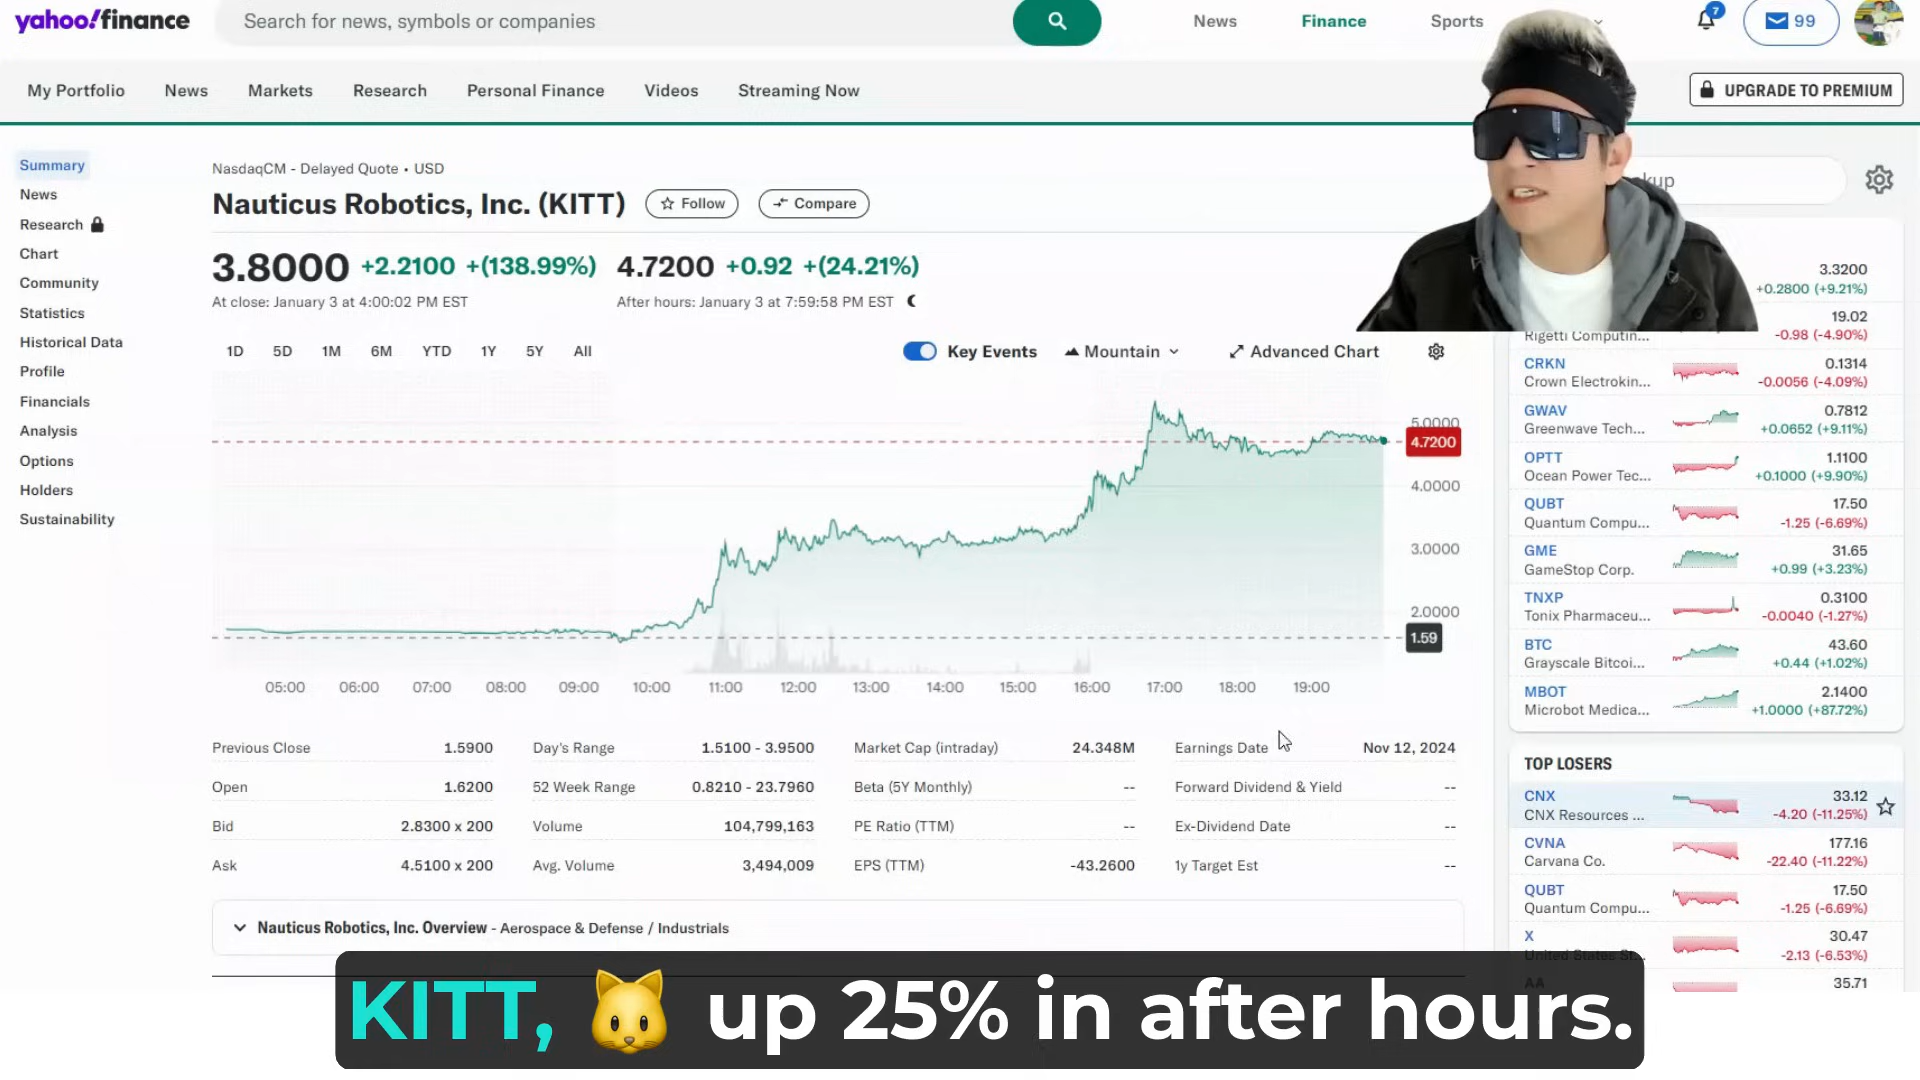 yahoo!finance
Search for news, symbols or companies
News
Finance
Sports
7
99
My Portfolio
News
Markets
Research
Personal Finance
Videos
Streaming Now
UPGRADE TO PREMIUM
Summary
News
Research
Chart
Community
Statistics
Historical Data
Profile
Financials
Analysis
Options
Holders
Sustainability
NasdaqCM - Delayed Quote • USD
Nauticus Robotics, Inc. (KITT)
Follow
Compare
3.8000 +2.2100 +(138.99%)
At close: January 3 at 4:00:02 PM EST
4.7200 +0.92 +(24.21%)
After hours: January 3 at 7:59:58 PM EST
1D 5D 1M 6M YTD 1Y 5Y All
Key Events
Mountain
Advanced Chart
5.0000
4.7200
4.0000
3.0000
2.0000
1.59
05:00 06:00 07:00 08:00 09:00 10:00 11:00 12:00 13:00 14:00 15:00 16:00 17:00 18:00 19:00
Previous Close 1.5900
Open 1.6200
Bid 2.8300 x 200
Ask 4.5100 x 200
Day's Range 1.5100 - 3.9500
52 Week Range 0.8210 - 23.7960
Volume 104,799,163
Avg. Volume 3,494,009
Market Cap (intraday) 24.348M
Beta (5Y Monthly) --
PE Ratio (TTM) --
EPS (TTM) -43.2600
Earnings Date Nov 12, 2024
Forward Dividend & Yield --
Ex-Dividend Date --
1y Target Est --
Nauticus Robotics, Inc. Overview - Aerospace & Defense / Industrials
3.3200
+0.2800 (+9.21%)
19.02
Rigetti Computin... -0.98 (-4.90%)
CRKN 0.1314
Crown Electrokin... -0.0056 (-4.09%)
GWAV 0.7812
Greenwave Tech... +0.0652 (+9.11%)
OPTT 1.1100
Ocean Power Tec... +0.1000 (+9.90%)
QUBT 17.50
Quantum Compu... -1.25 (-6.69%)
GME 31.65
GameStop Corp. +0.99 (+3.23%)
TNXP 0.3100
Tonix Pharmaceu... -0.0040 (-1.27%)
BTC 43.60
Grayscale Bitcoi... +0.44 (+1.02%)
MBOT 2.1400
Microbot Medica... +1.0000 (+87.72%)
TOP LOSERS
CNX 33.12
CNX Resources ... -4.20 (-11.25%)
CVNA 177.16
Carvana Co. -22.40 (-11.22%)
QUBT 17.50
Quantum Compu... -1.25 (-6.69%)
X 30.47
United States St... -2.13 (-6.53%)
AA 35.71
KITT, 🐱 up 25% in after hours.